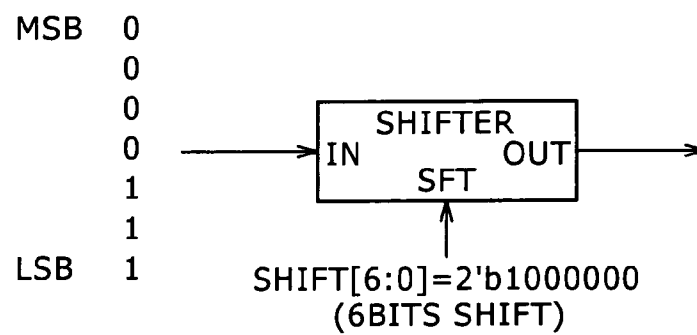 MSB 0
0
0
0
1
1
LSB 1
SHIFTER
IN OUT
SFT
SHIFT[6:0]=2'b1000000
(6BITS SHIFT)